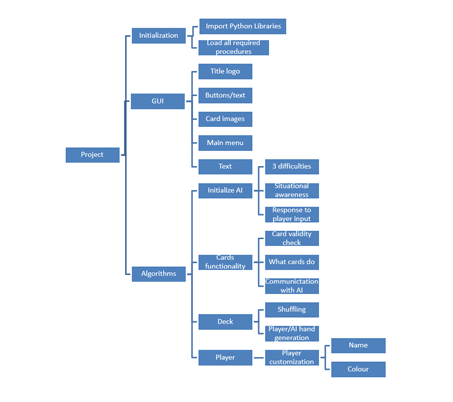 Import Python Libraries
Initialization
Load all required
procedures
Title logo
Buttons/text
GUI
Card images
Main menu
Project
Text
3 difficulties
Initialize AI
Situational
awareness
Response to
player input
Card validity
check
Cards
functionality
What cards do
Algorithms
Communictation
with AI
Shuffling
Deck
Player/AI hand
generation
Name
Player
Player
customization
Colour